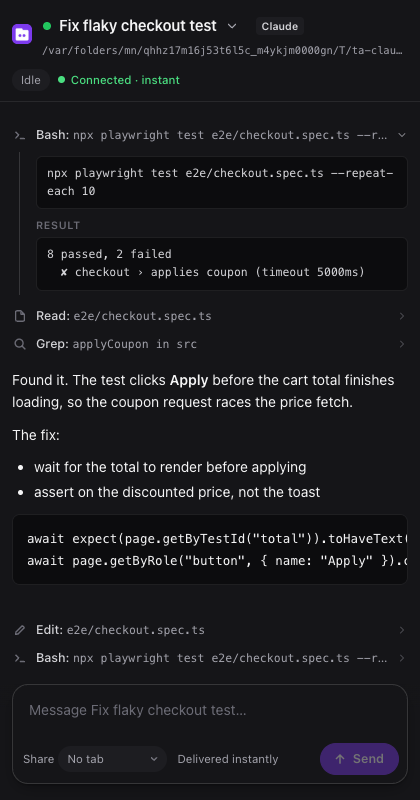 Fix flaky checkout test
Claude
/var/folders/mn/qhhz17m16j53t6l5c_m4ykjm0000gn/T/ta-clau…
Idle
Connected · instant
Bash: npx playwright test e2e/checkout.spec.ts --r…
npx playwright test e2e/checkout.spec.ts --repeat-
each 10
RESULT
8 passed, 2 failed
✘ checkout › applies coupon (timeout 5000ms)
Read: e2e/checkout.spec.ts
Grep: applyCoupon in src
Found it. The test clicks Apply before the cart total finishes
loading, so the coupon request races the price fetch.
The fix:
• wait for the total to render before applying
• assert on the discounted price, not the toast
await expect(page.getByTestId("total")).toHaveText(
await page.getByRole("button", { name: "Apply" }).c
Edit: e2e/checkout.spec.ts
Bash: npx playwright test e2e/checkout.spec.ts --r…
Message Fix flaky checkout test...
Share
No tab
Delivered instantly
Send